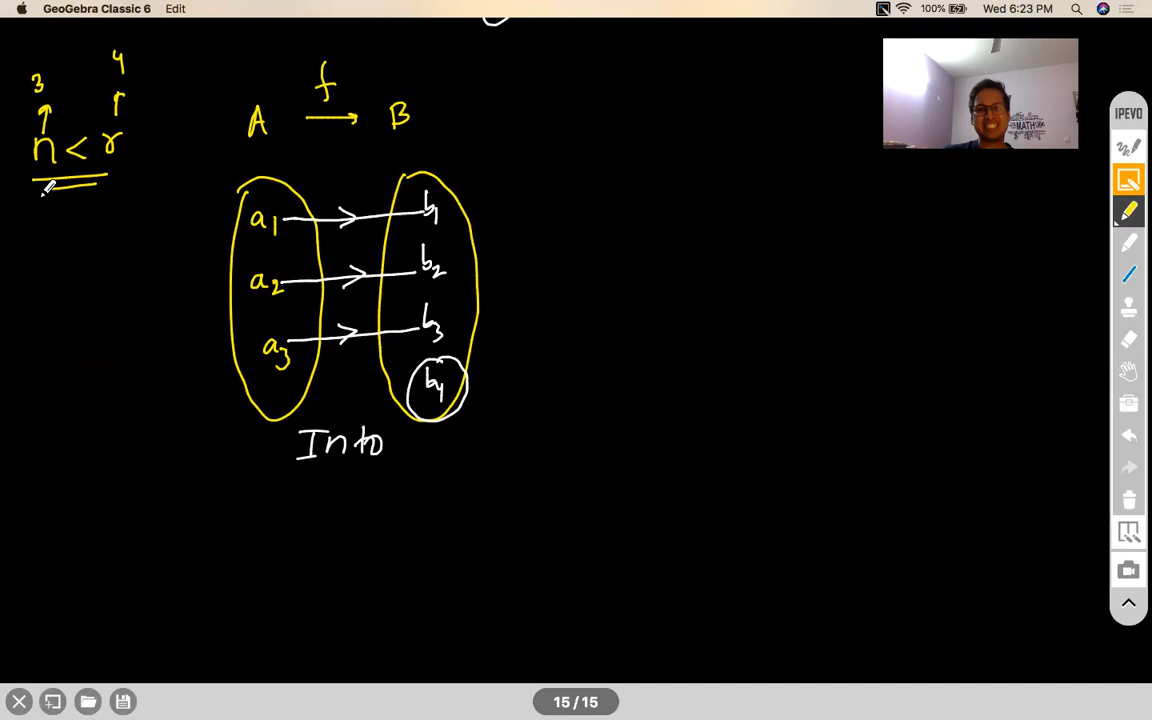 GeoGebra Classic 6 Edit
100% Wed 6:23 PM
IPEVO
MATH
3 4
n < r
f
A → B
a1 b1
a2 b2
a3 b3
b4
Into
15 / 15